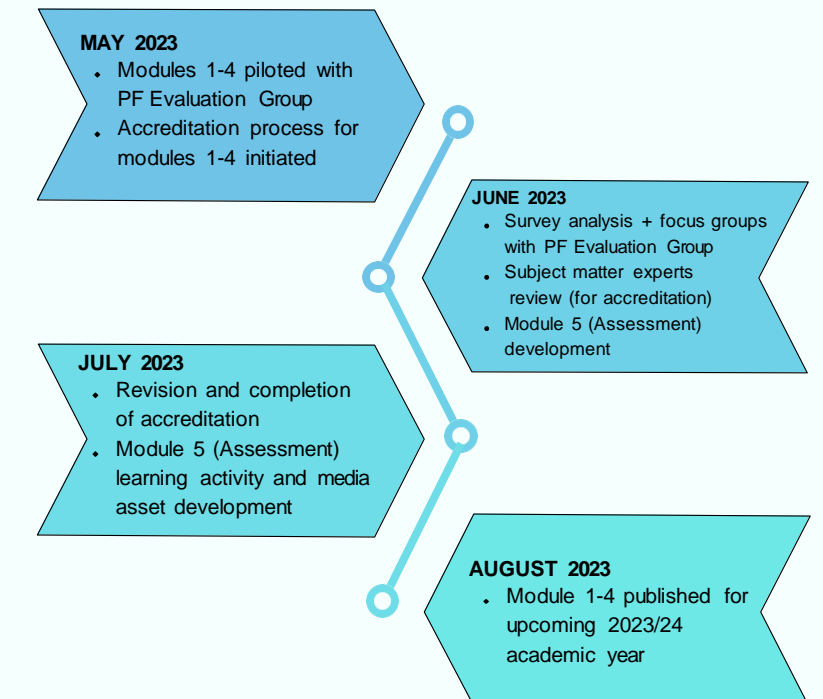 MAY 2023
• Modules 1-4 piloted with
PF Evaluation Group
• Accreditation process for
modules 1-4 initiated
JUNE 2023
• Survey analysis + focus groups
with PF Evaluation Group
• Subject matter experts
review (for accreditation)
• Module 5 (Assessment)
development
JULY 2023
• Revision and completion
of accreditation
• Module 5 (Assessment)
learning activity and media
asset development
AUGUST 2023
• Module 1-4 published for
upcoming 2023/24
academic year